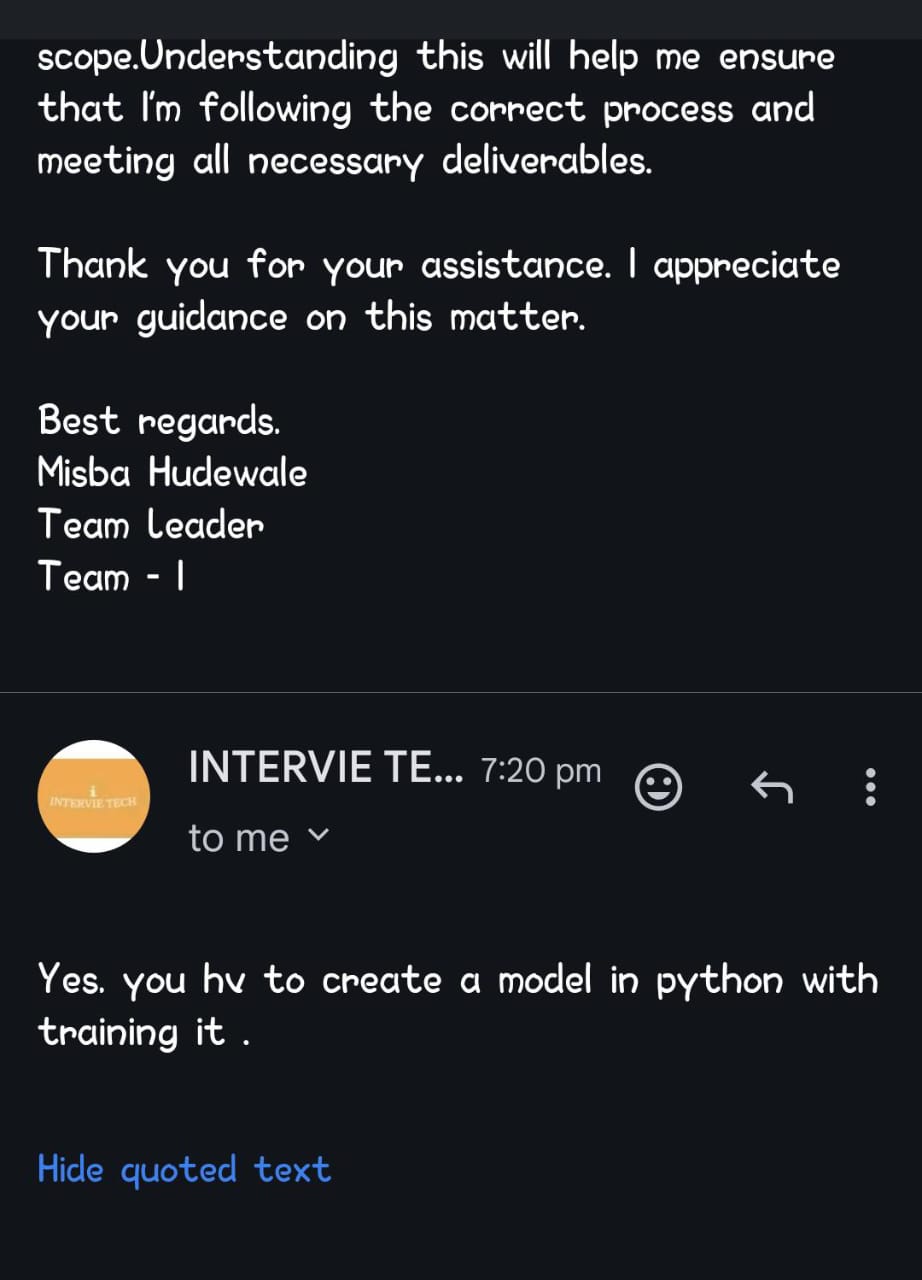 scope.Understanding this will help me ensure
that I'm following the correct process and
meeting all necessary deliverables.
Thank you for your assistance. I appreciate
your guidance on this matter.
Best regards.
Misba Hudewale
Team Leader
Team - 1
INTERVIE TE... 7:20 pm
i
INTERVIE TECH
to me
Yes. you hv to create a model in python with
training it .
Hide quoted text